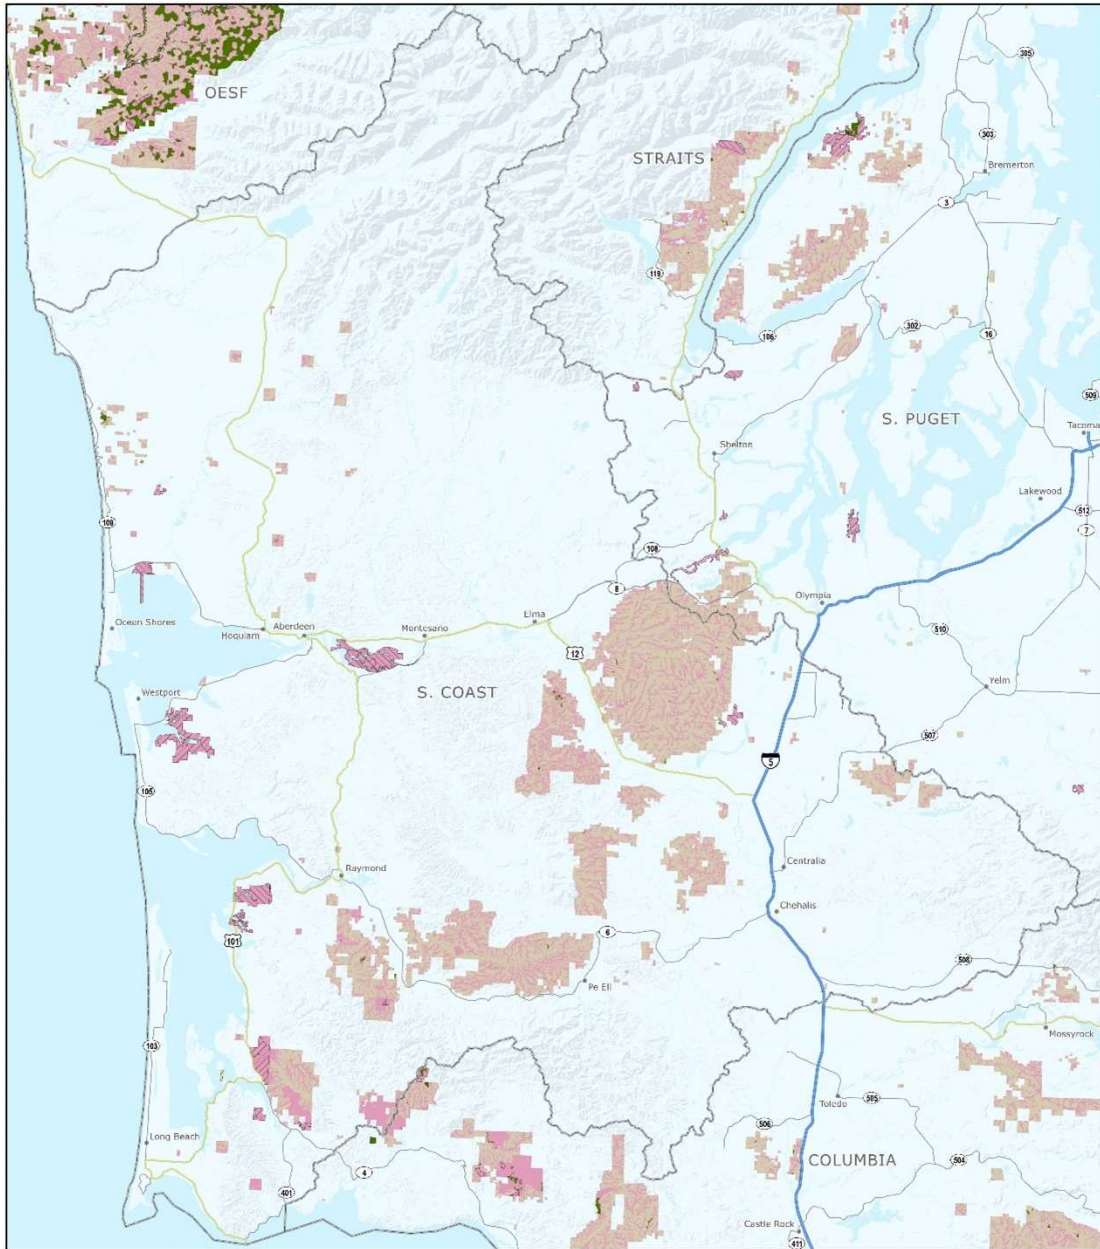 OESF
305
303
Bremerton
STRAITS
3
119
106
302
16
509
S. PUGET
Tacoma
Shelton
Lakewood
512
7
109
108
8
Olympia
Ocean Shores
Hoquiam
Aberdeen
Montesano
Elma
510
12
Yelm
S. COAST
Westport
507
5
105
Centralia
Raymond
Chehalis
6
101
508
Pe Ell
Mossyrock
103
Toledo
505
506
Long Beach
COLUMBIA
504
4
401
Castle Rock
411